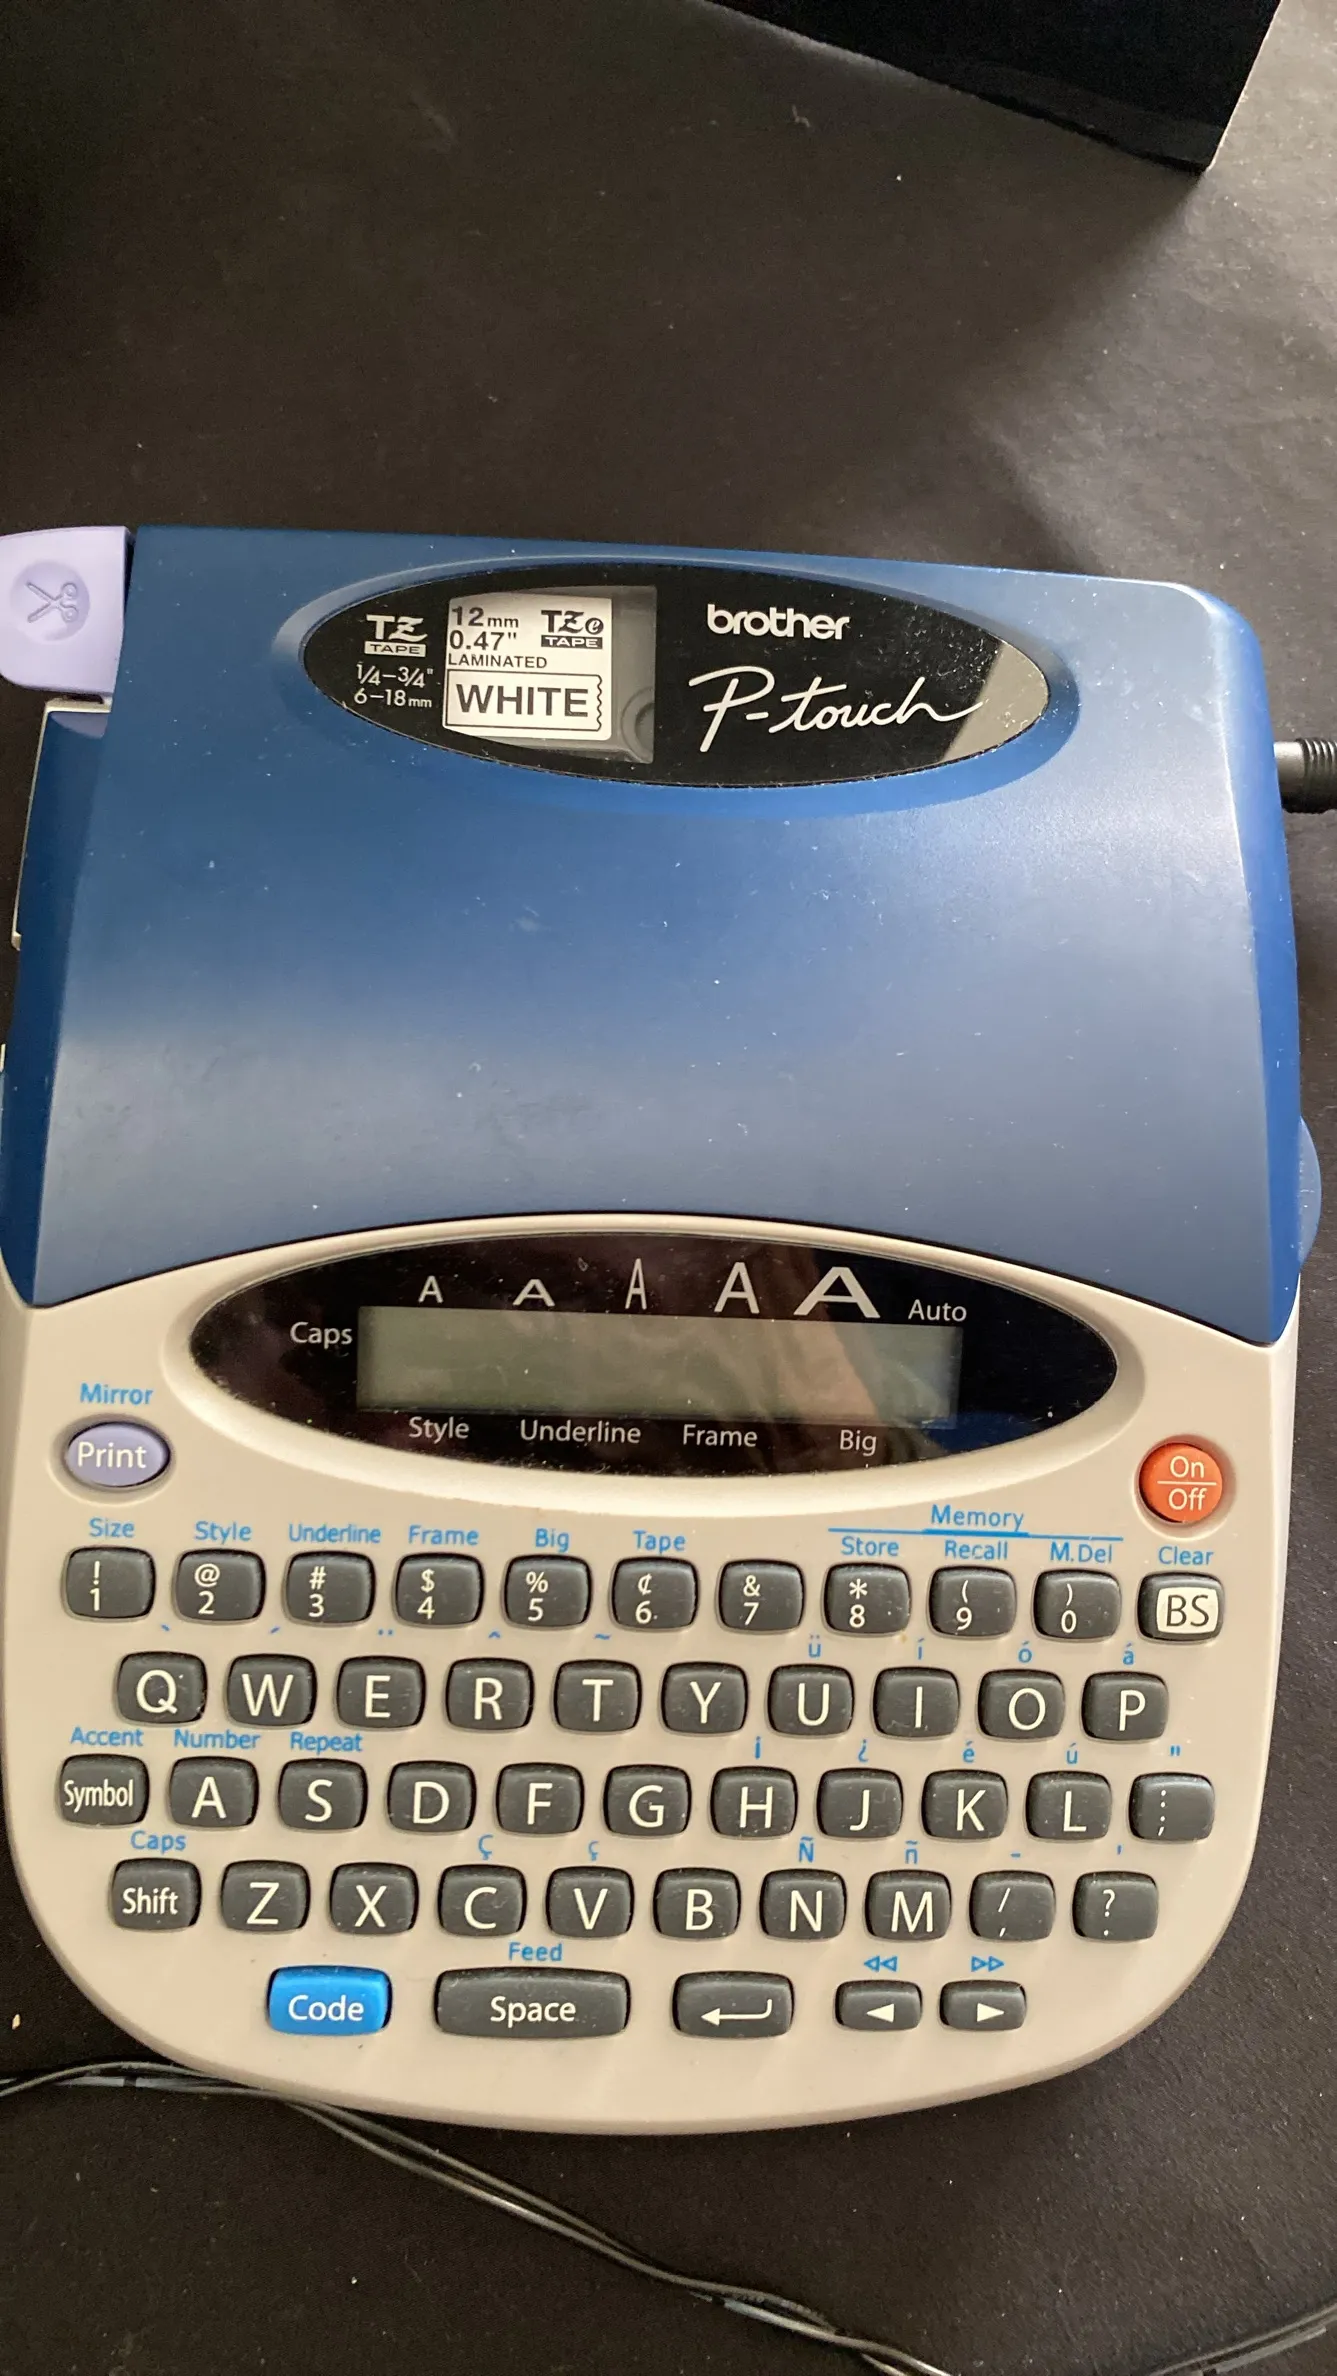 TZ
TAPE
1/4–3/4"
6–18mm
12mm
0.47"
TZe
TAPE
LAMINATED
WHITE
brother
P-touch
A A A A A Auto
Caps
Style Underline Frame Big
Mirror
Print
On
Off
Memory
Size Style Underline Frame Big Tape Store Recall M.Del Clear
! @ # $ % ¢ & * ( )
1 2 3 4 5 6 7 8 9 0 BS
` ´ ¨ ^ ~ ü í ó á
Q W E R T Y U I O P
Accent Number Repeat ¡ ¿ é ú "
Symbol A S D F G H J K L : ;
Caps Ç ç Ñ ñ - '
Shift Z X C V B N M / , ? .
Feed
Code Space